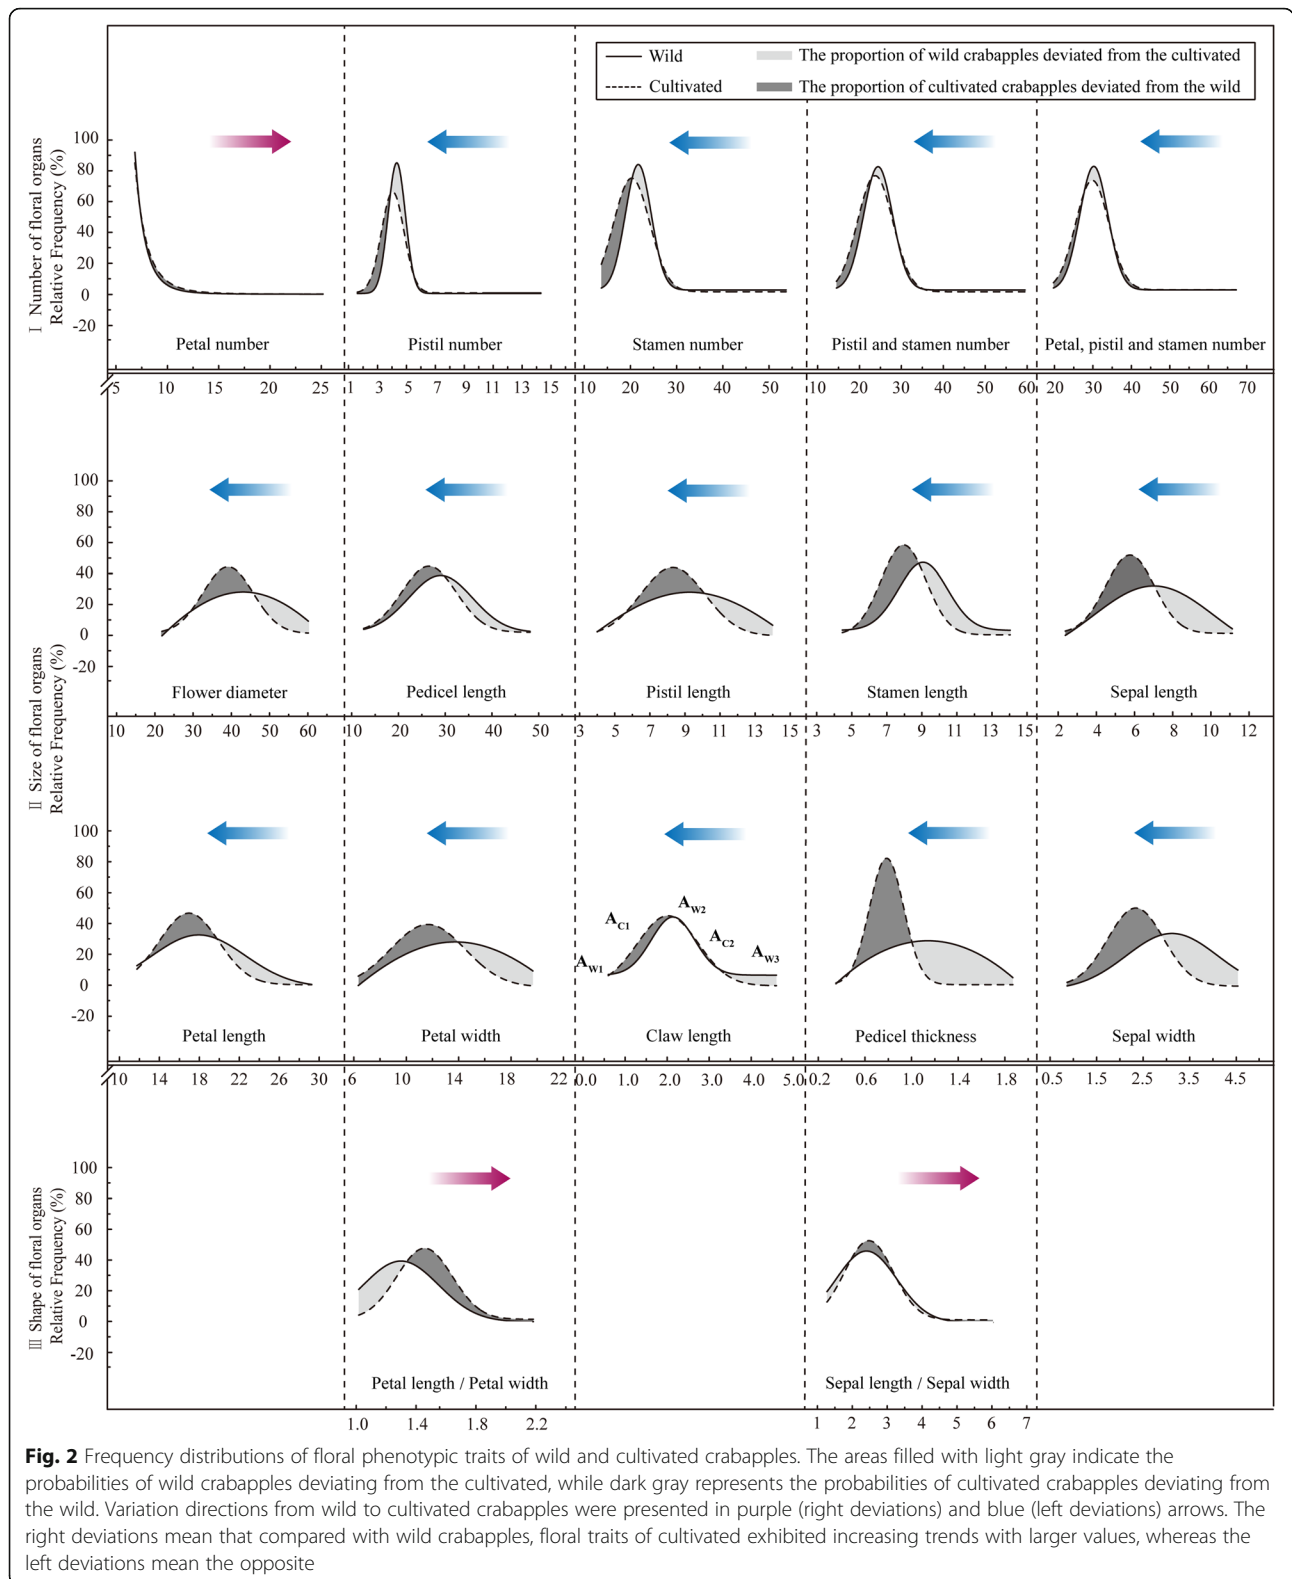 Wild
The proportion of wild crabapples deviated from the cultivated
Cultivated
The proportion of cultivated crabapples deviated from the wild
Ⅰ Number of floral organs
Relative Frequency (%)
100
80
60
40
20
0
-20
Petal number
Pistil number
Stamen number
Pistil and stamen number
Petal, pistil and stamen number
5 10 15 20 25 1 3 5 7 9 11 13 15 10 20 30 40 50 10 20 30 40 50 60 20 30 40 50 60 70
Ⅱ Size of floral organs
Relative Frequency (%)
100
80
60
40
20
0
-20
Flower diameter
Pedicel length
Pistil length
Stamen length
Sepal length
10 20 30 40 50 60 10 20 30 40 50 3 5 7 9 11 13 15 3 5 7 9 11 13 15 2 4 6 8 10 12
100
80
60
40
20
0
-20
A_W1
A_C1
A_W2
A_C2
A_W3
Petal length
Petal width
Claw length
Pedicel thickness
Sepal width
10 14 18 22 26 30 6 10 14 18 22 0.0 1.0 2.0 3.0 4.0 5.0 0.2 0.6 1.0 1.4 1.8 0.5 1.5 2.5 3.5 4.5
Ⅲ Shape of floral organs
Relative Frequency (%)
100
80
60
40
20
0
-20
Petal length / Petal width
Sepal length / Sepal width
1.0 1.4 1.8 2.2 1 2 3 4 5 6 7
Fig. 2 Frequency distributions of floral phenotypic traits of wild and cultivated crabapples. The areas filled with light gray indicate the
probabilities of wild crabapples deviating from the cultivated, while dark gray represents the probabilities of cultivated crabapples deviating from
the wild. Variation directions from wild to cultivated crabapples were presented in purple (right deviations) and blue (left deviations) arrows. The
right deviations mean that compared with wild crabapples, floral traits of cultivated exhibited increasing trends with larger values, whereas the
left deviations mean the opposite